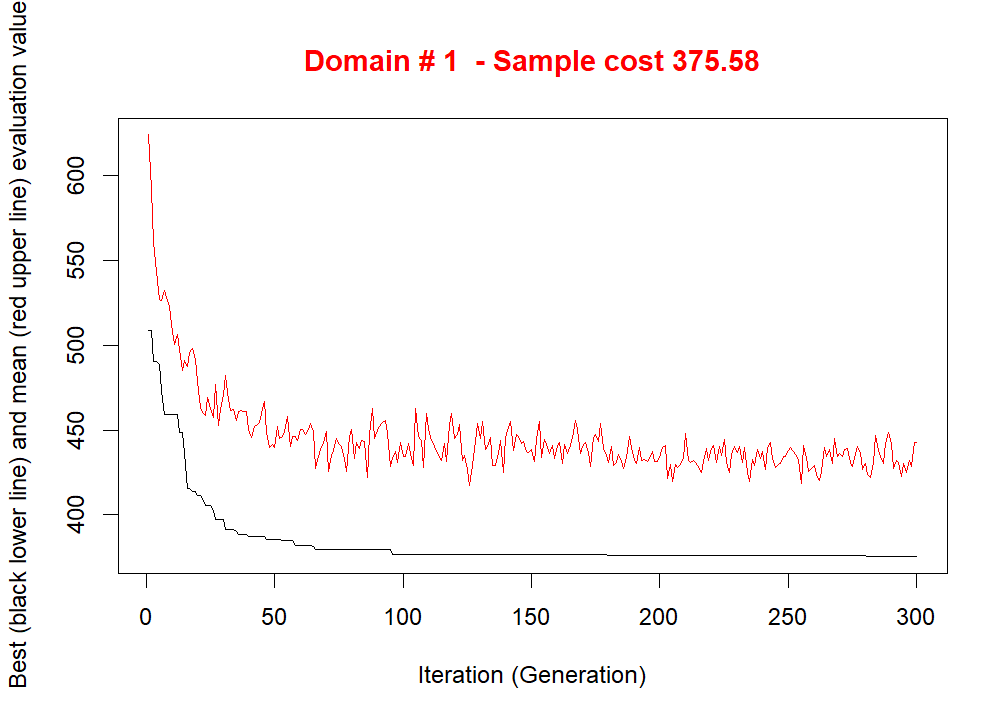 Domain # 1  - Sample cost 375.58
Best (black lower line) and mean (red upper line) evaluation value
600
550
500
450
400
0 50 100 150 200 250 300
Iteration (Generation)